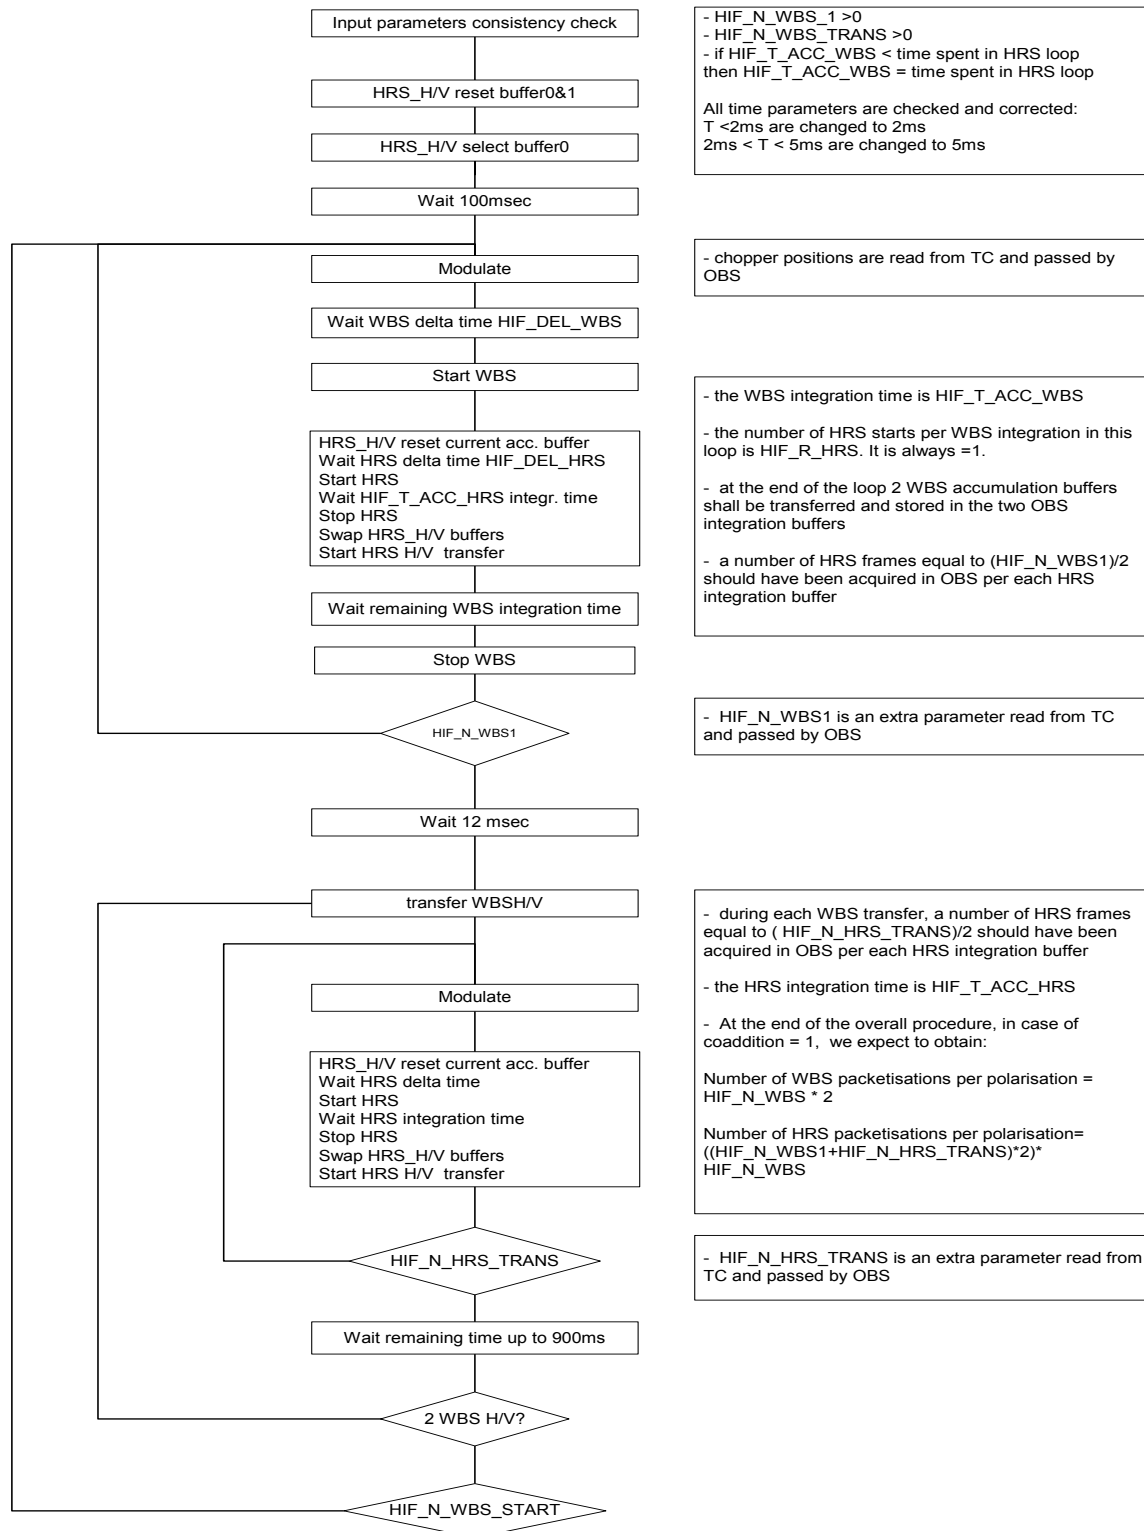 Input parameters consistency check
- HIF_N_WBS_1 >0
- HIF_N_WBS_TRANS >0
- if HIF_T_ACC_WBS < time spent in HRS loop
then HIF_T_ACC_WBS = time spent in HRS loop
All time parameters are checked and corrected:
T <2ms are changed to 2ms
2ms < T < 5ms are changed to 5ms
HRS_H/V reset buffer0&1
HRS_H/V select buffer0
Wait 100msec
Modulate
- chopper positions are read from TC and passed by
OBS
Wait WBS delta time HIF_DEL_WBS
Start WBS
- the WBS integration time is HIF_T_ACC_WBS
- the number of HRS starts per WBS integration in this
loop is HIF_R_HRS. It is always =1.
- at the end of the loop 2 WBS accumulation buffers
shall be transferred and stored in the two OBS
integration buffers
- a number of HRS frames equal to (HIF_N_WBS1)/2
should have been acquired in OBS per each HRS
integration buffer
HRS_H/V reset current acc. buffer
Wait HRS delta time HIF_DEL_HRS
Start HRS
Wait HIF_T_ACC_HRS integr. time
Stop HRS
Swap HRS_H/V buffers
Start HRS H/V transfer
Wait remaining WBS integration time
Stop WBS
HIF_N_WBS1
- HIF_N_WBS1 is an extra parameter read from TC
and passed by OBS
Wait 12 msec
transfer WBSH/V
- during each WBS transfer, a number of HRS frames
equal to ( HIF_N_HRS_TRANS)/2 should have been
acquired in OBS per each HRS integration buffer
- the HRS integration time is HIF_T_ACC_HRS
- At the end of the overall procedure, in case of
coaddition = 1, we expect to obtain:
Number of WBS packetisations per polarisation =
HIF_N_WBS * 2
Number of HRS packetisations per polarisation=
((HIF_N_WBS1+HIF_N_HRS_TRANS)*2)*
HIF_N_WBS
Modulate
HRS_H/V reset current acc. buffer
Wait HRS delta time
Start HRS
Wait HRS integration time
Stop HRS
Swap HRS_H/V buffers
Start HRS H/V transfer
HIF_N_HRS_TRANS
- HIF_N_HRS_TRANS is an extra parameter read from
TC and passed by OBS
Wait remaining time up to 900ms
2 WBS H/V?
HIF_N_WBS_START